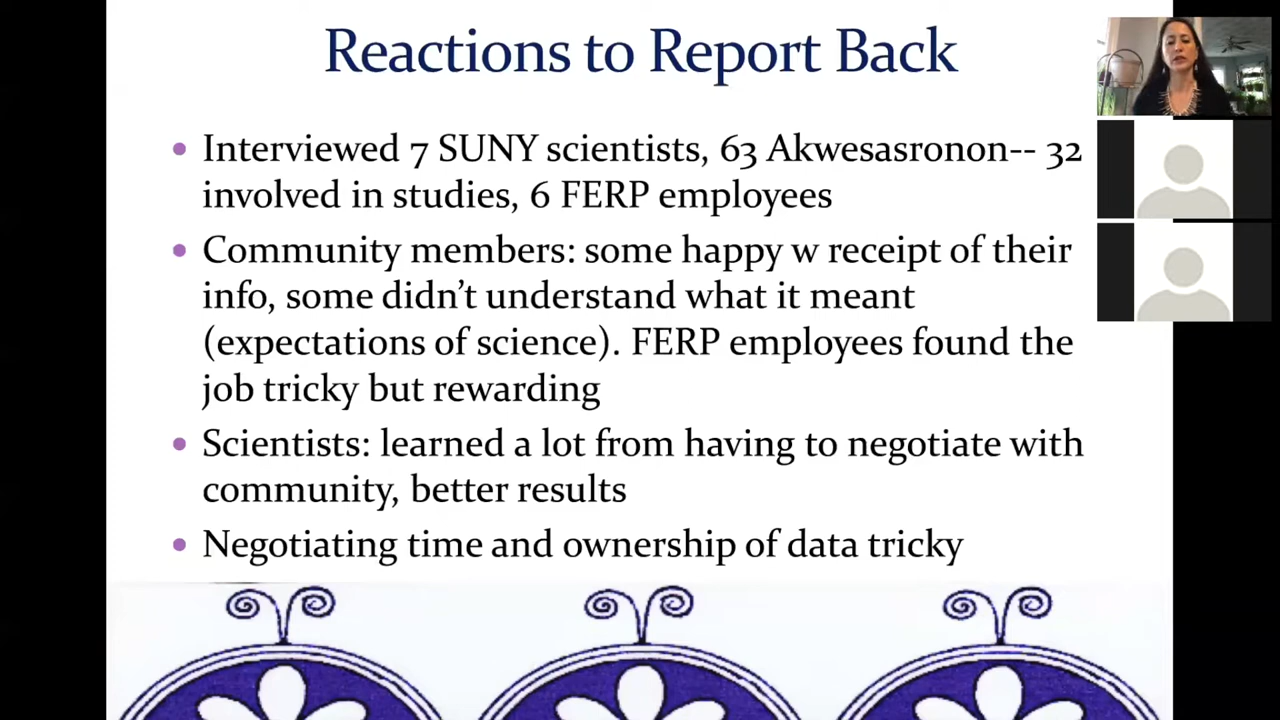 Reactions to Report Back
Interviewed 7 SUNY scientists, 63 Akwesasronon-- 32
involved in studies, 6 FERP employees
Community members: some happy w receipt of their
info, some didn't understand what it meant
(expectations of science). FERP employees found the
job tricky but rewarding
Scientists: learned a lot from having to negotiate with
community, better results
Negotiating time and ownership of data tricky